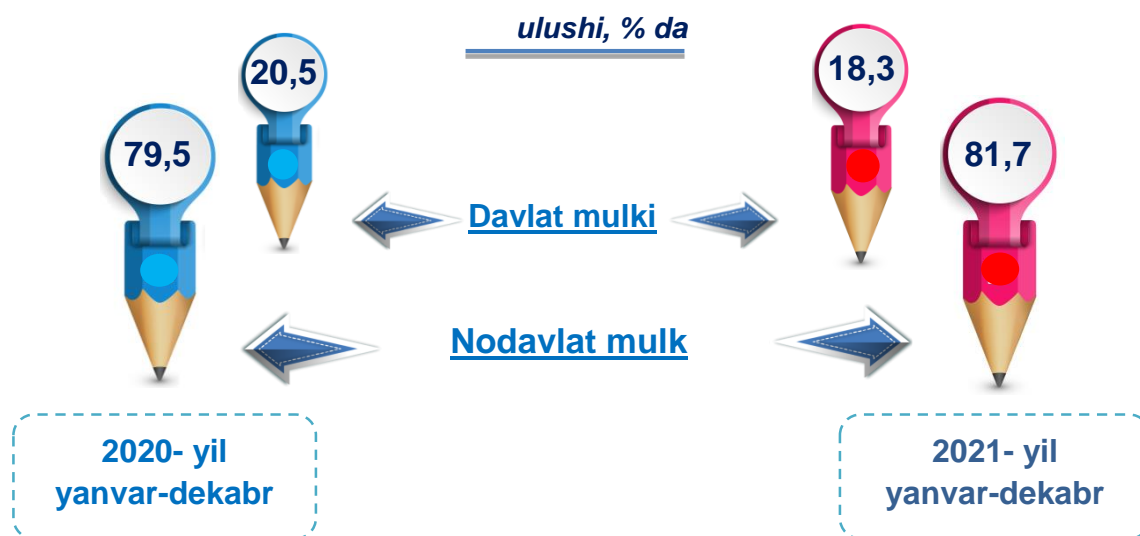 ulushi, % da
20,5
18,3
79,5
81,7
Davlat mulki
Nodavlat mulk
2020- yil
yanvar-dekabr
2021- yil
yanvar-dekabr